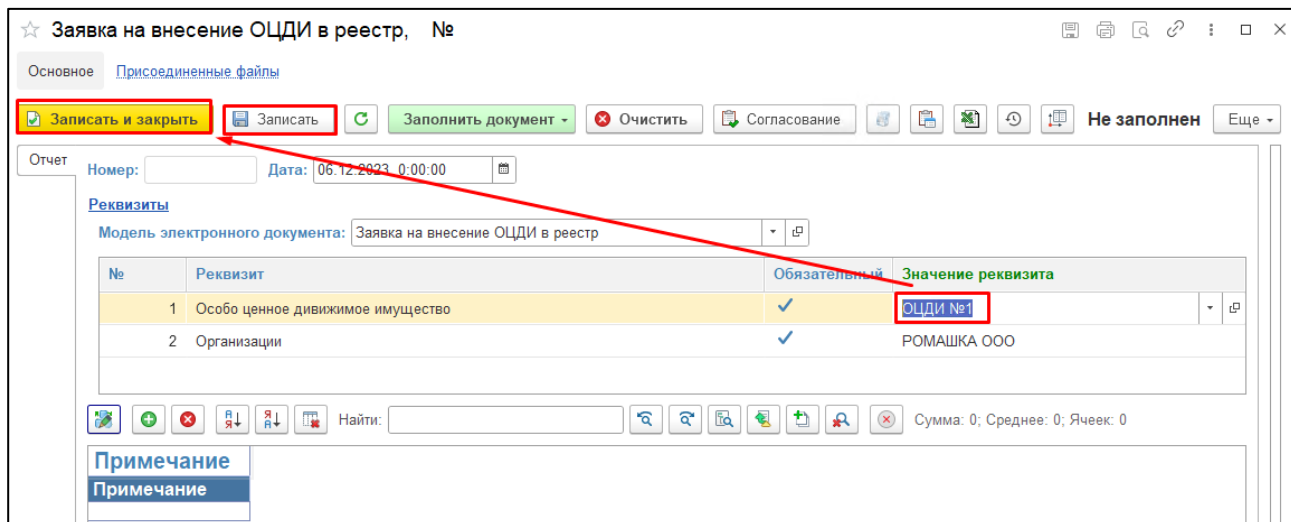 Заявка на внесение ОЦДИ в реестр, №
Основное Присоединенные файлы
Записать и закрыть Записать Заполнить документ Очистить Согласование Не заполнен Еще
Отчет
Номер: Дата: 06.12.2023 0:00:00
Реквизиты
Модель электронного документа: Заявка на внесение ОЦДИ в реестр
№ Реквизит Обязательный Значение реквизита
1 Особо ценное дивижимое имущество ОЦДИ №1
2 Организации РОМАШКА ООО
Найти: Сумма: 0; Среднее: 0; Ячеек: 0
Примечание
Примечание